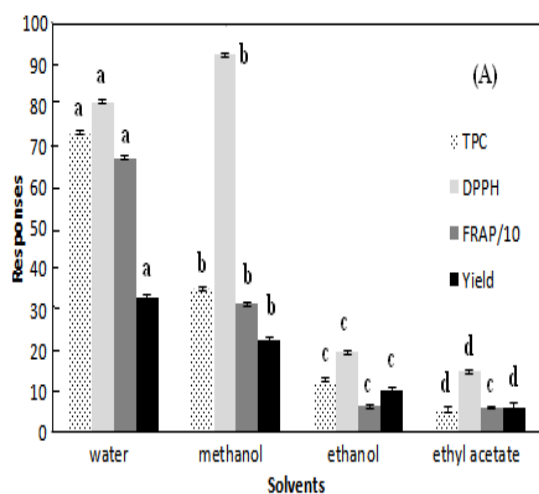 Responses
100
90
80
70
60
50
40
30
20
10
0
(A)
TPC
DPPH
FRAP/10
Yield
a a a a
b b b b
c c c c
d d c d
water methanol ethanol ethyl acetate
Solvents